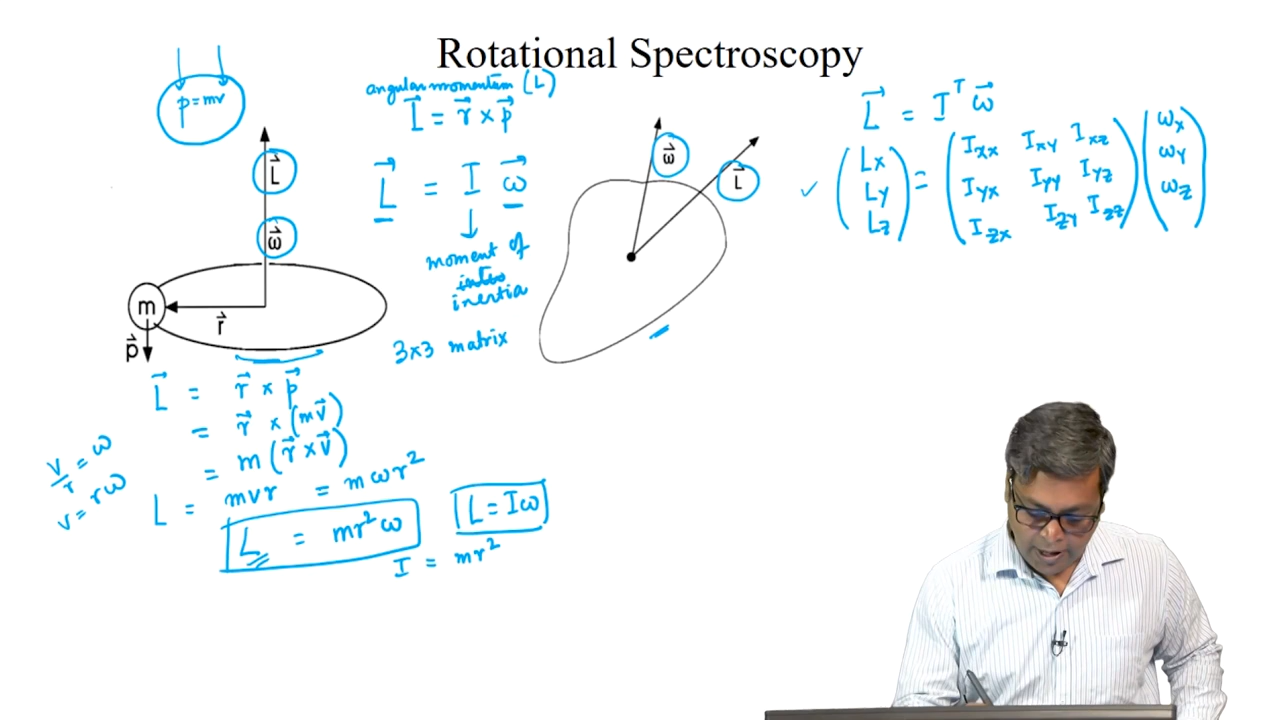 Rotational Spectroscopy
p = mv
angular momentum (L)
L⃗ = r⃗ × p⃗
L⃗ = I ω⃗
moment of
inertia
3×3 matrix
L⃗
ω⃗
m
r⃗
p⃗
ω⃗
L⃗
L⃗ = r⃗ × p⃗
= r⃗ × (mv⃗)
= m (r⃗ × v⃗)
v/r = ω
v = rω
L = mvr = mωr²
L = mr²ω
L = Iω
I = mr²
L⃗ = Iᵀ ω⃗
(Lx Ly Lz) = (Ixx Ixy Ixz
Iyx Iyy Iyz
Izx Izy Izz) (ωx ωy ωz)